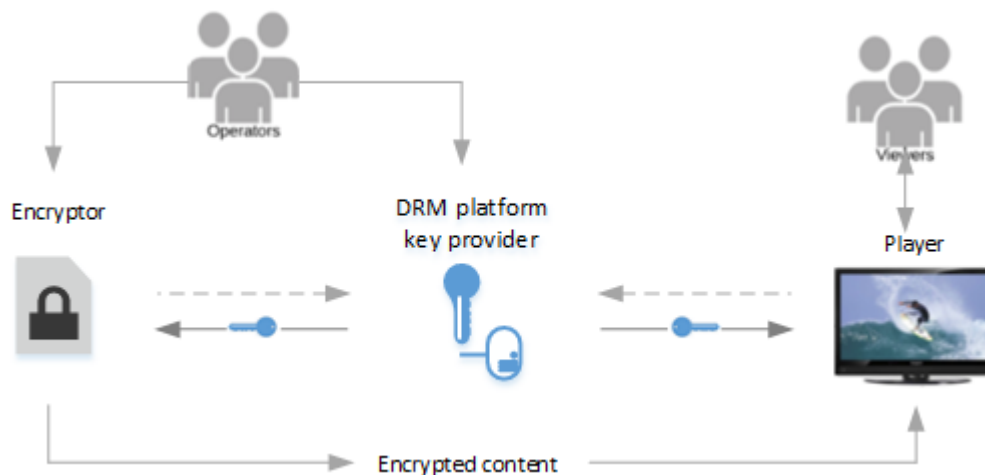 Operators
Viewers
Encryptor
DRM platform
key provider
Player
Encrypted content